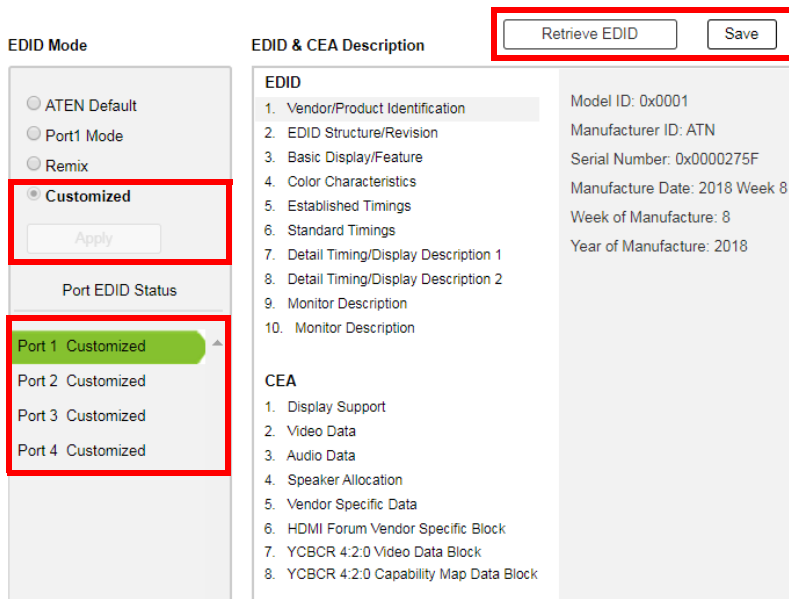 Retrieve EDID
Save
EDID Mode
ATEN Default
Port1 Mode
Remix
Customized
Apply
Port EDID Status
Port 1 Customized
Port 2 Customized
Port 3 Customized
Port 4 Customized
EDID & CEA Description
EDID
1. Vendor/Product Identification
2. EDID Structure/Revision
3. Basic Display/Feature
4. Color Characteristics
5. Established Timings
6. Standard Timings
7. Detail Timing/Display Description 1
8. Detail Timing/Display Description 2
9. Monitor Description
10. Monitor Description
CEA
1. Display Support
2. Video Data
3. Audio Data
4. Speaker Allocation
5. Vendor Specific Data
6. HDMI Forum Vendor Specific Block
7. YCBCR 4:2:0 Video Data Block
8. YCBCR 4:2:0 Capability Map Data Block
Model ID: 0x0001
Manufacturer ID: ATN
Serial Number: 0x0000275F
Manufacture Date: 2018 Week 8
Week of Manufacture: 8
Year of Manufacture: 2018